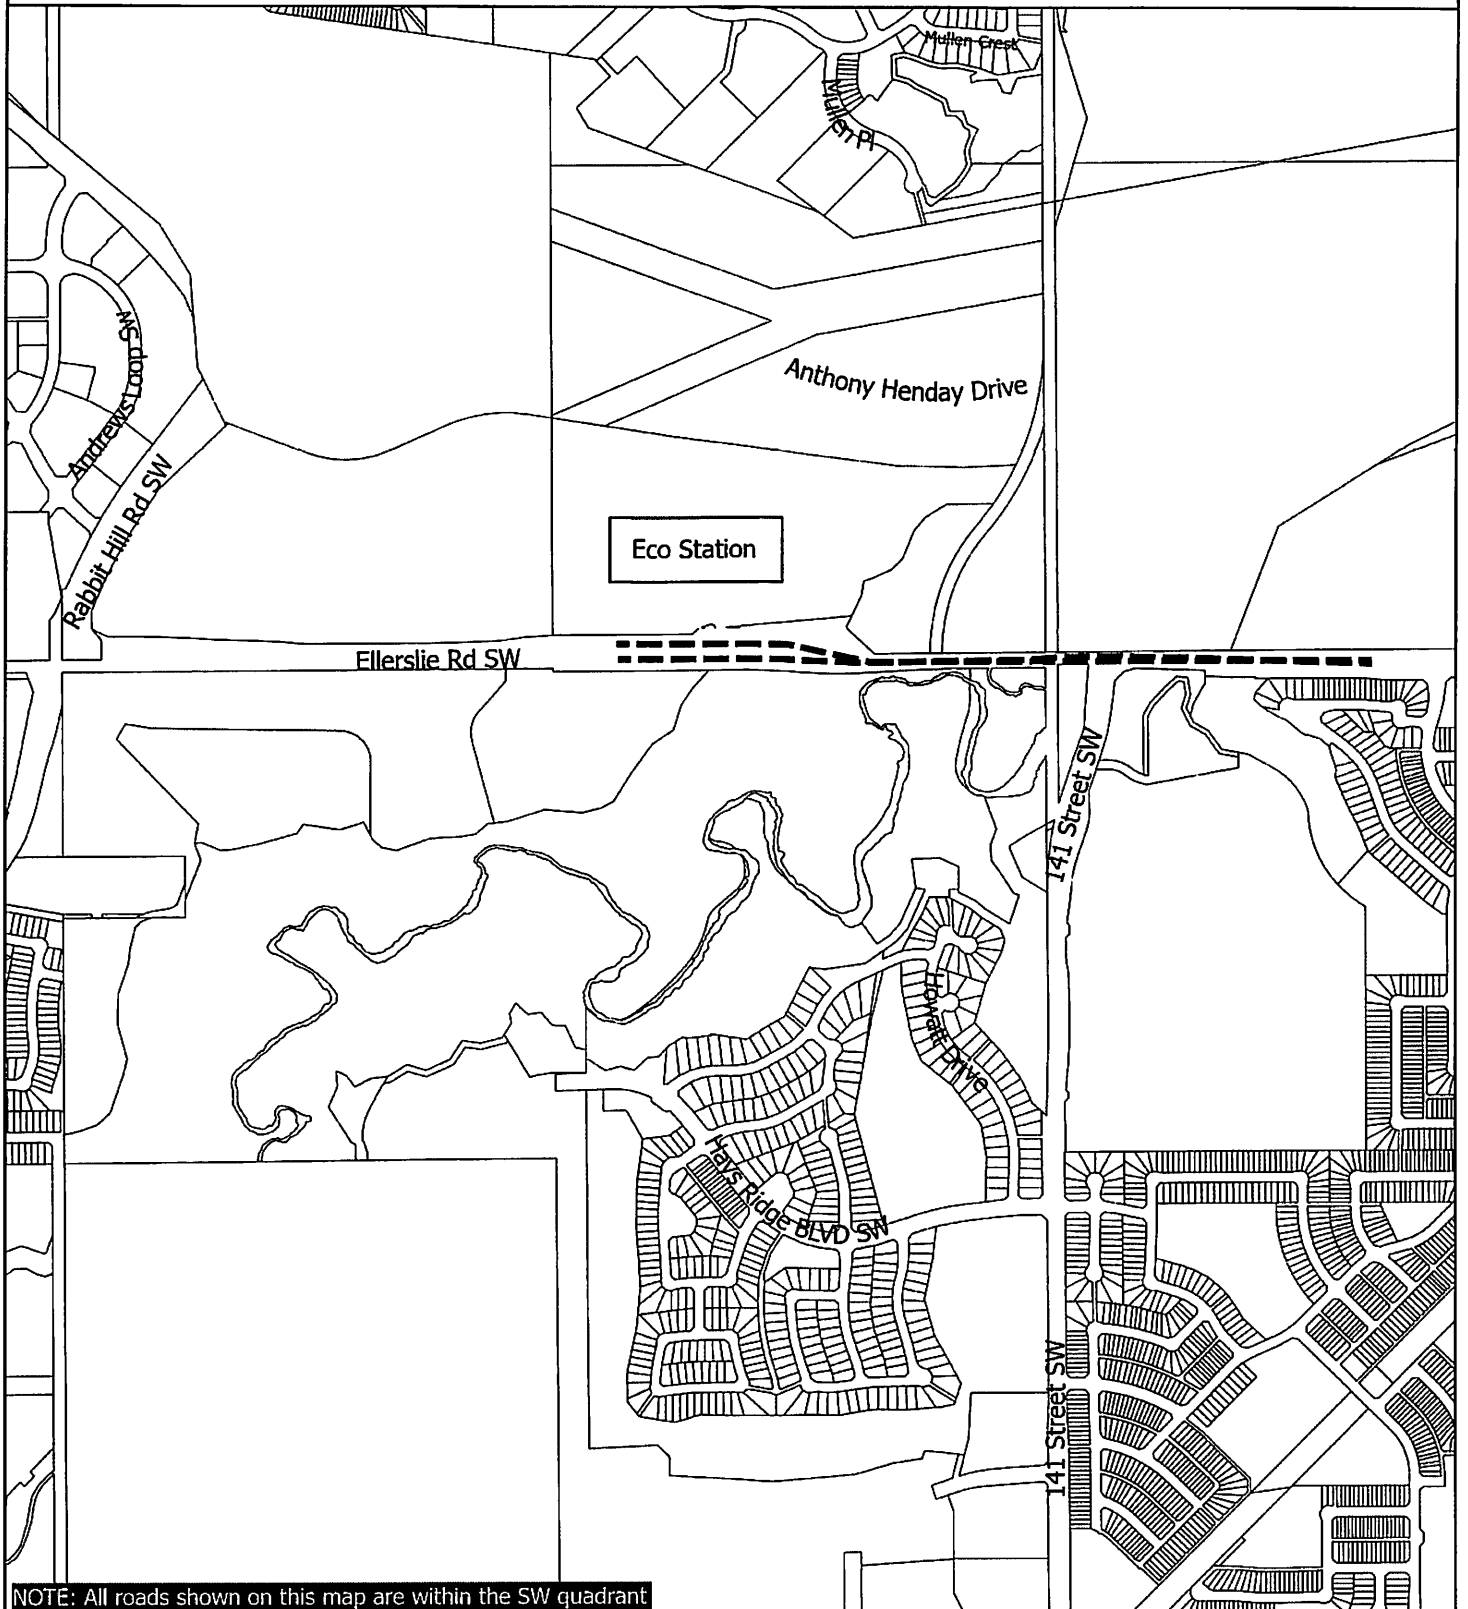 Mullen Crest
Mullen Pl
Andrews Loop SW
Anthony Henday Drive
Rabbit Hill Rd SW
Eco Station
Ellerslie Rd SW
141 Street SW
Howatt Drive
Hays Ridge BLVD SW
141 Street SW
NOTE: All roads shown on this map are within the SW quadrant